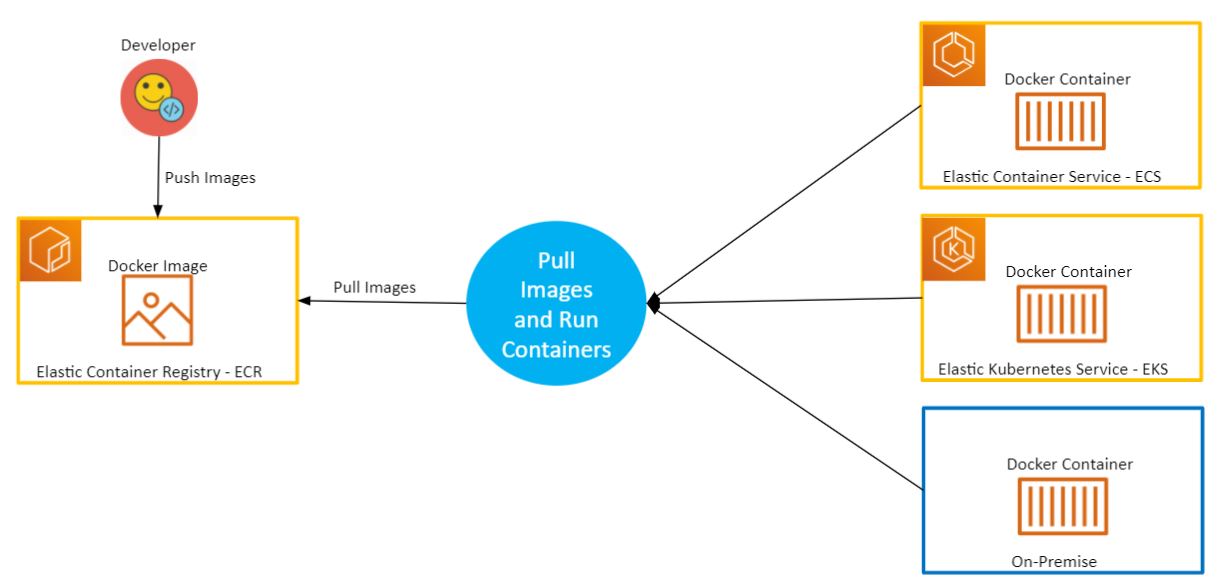 Developer
Push Images
Docker Image
Elastic Container Registry - ECR
Pull Images
Pull
Images
and Run
Containers
Docker Container
Elastic Container Service - ECS
K
Docker Container
Elastic Kubernetes Service - EKS
Docker Container
On-Premise